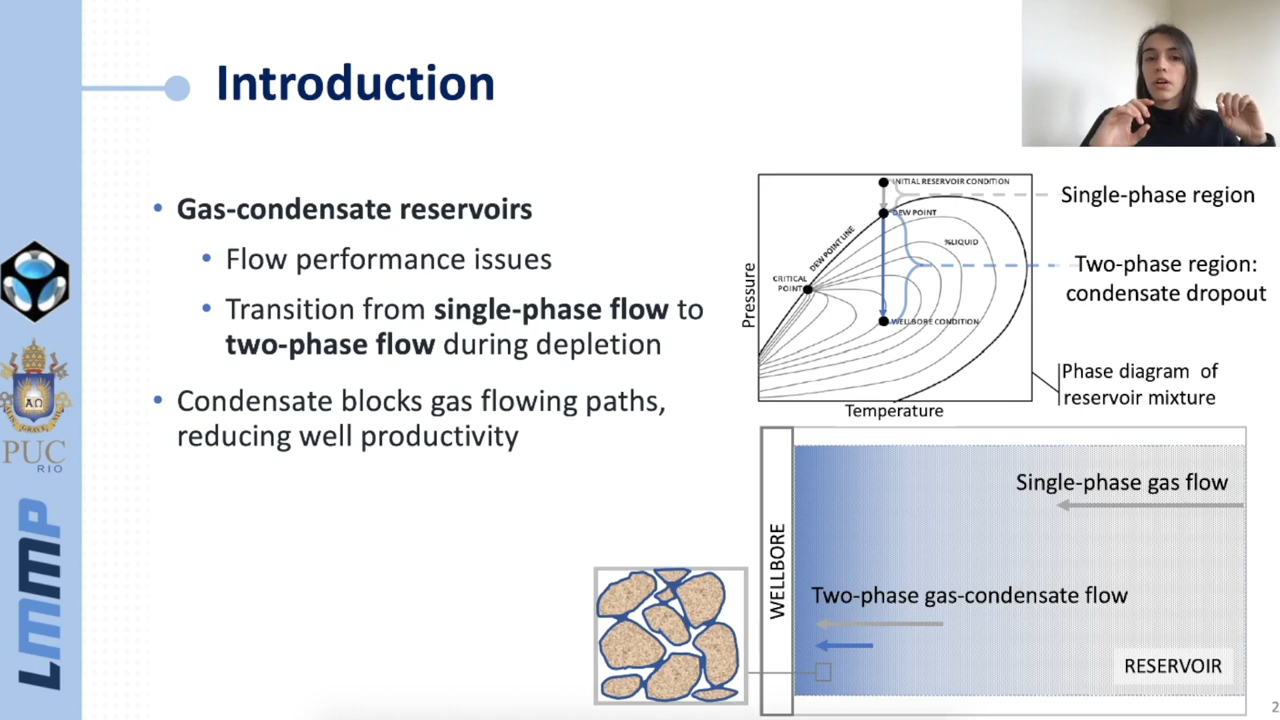 Introduction
• Gas-condensate reservoirs
• Flow performance issues
• Transition from single-phase flow to
two-phase flow during depletion
• Condensate blocks gas flowing paths,
reducing well productivity
INITIAL RESERVOIR CONDITION
DEW POINT
DEW POINT LINE
%LIQUID
CRITICAL
POINT
WELLBORE CONDITION
Pressure
Temperature
Single-phase region
Two-phase region:
condensate dropout
Phase diagram of
reservoir mixture
WELLBORE
Single-phase gas flow
Two-phase gas-condensate flow
RESERVOIR
PUC
RIO
LMMP
2